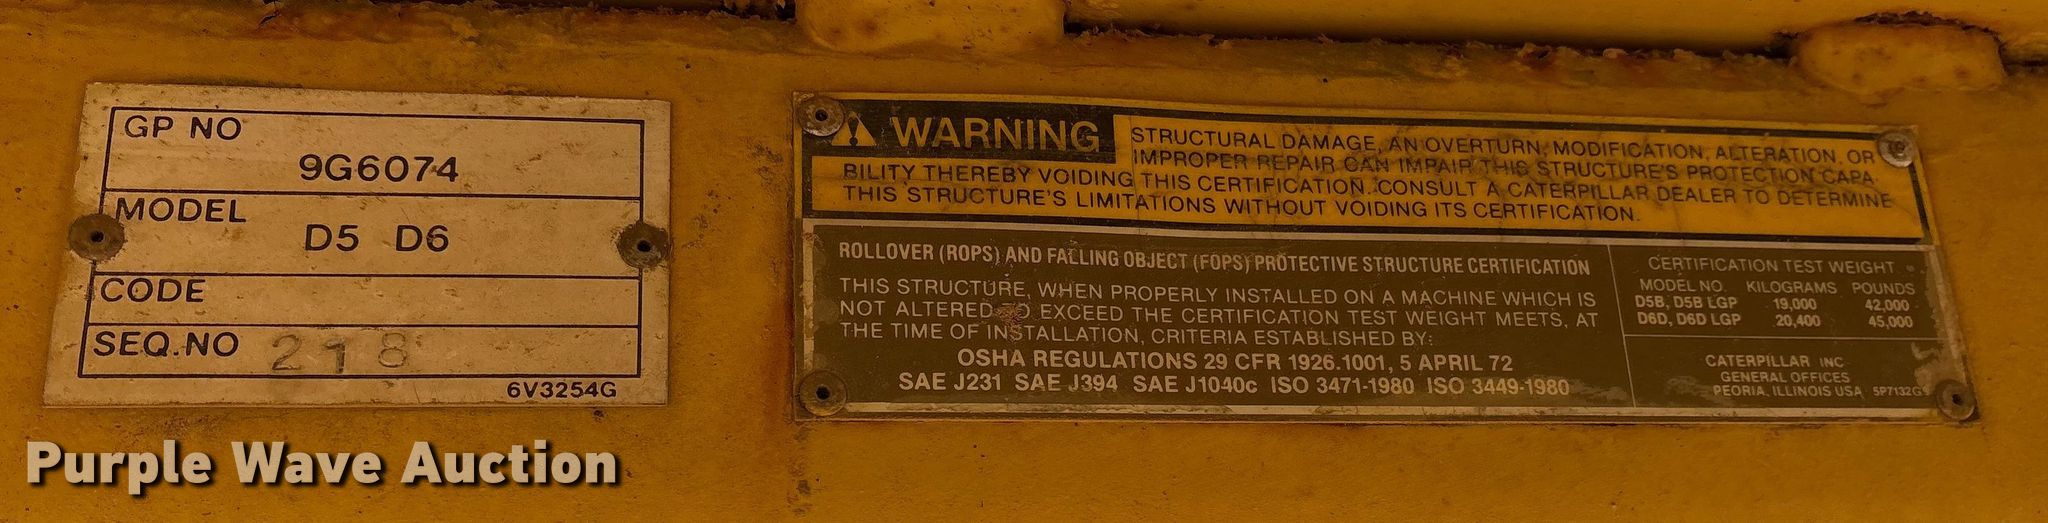 GP NO
9G6074
MODEL
D5 D6
CODE
SEQ.NO 218
6V3254G
WARNING STRUCTURAL DAMAGE, AN OVERTURN, MODIFICATION, ALTERATION, OR
IMPROPER REPAIR CAN IMPAIR THIS STRUCTURE'S PROTECTION CAPA
BILITY THEREBY VOIDING THIS CERTIFICATION. CONSULT A CATERPILLAR DEALER TO DETERMINE
THIS STRUCTURE'S LIMITATIONS WITHOUT VOIDING ITS CERTIFICATION.
ROLLOVER (ROPS) AND FALLING OBJECT (FOPS) PROTECTIVE STRUCTURE CERTIFICATION
THIS STRUCTURE, WHEN PROPERLY INSTALLED ON A MACHINE WHICH IS
NOT ALTERED TO EXCEED THE CERTIFICATION TEST WEIGHT MEETS, AT
THE TIME OF INSTALLATION, CRITERIA ESTABLISHED BY:
OSHA REGULATIONS 29 CFR 1926.1001, 5 APRIL 72
SAE J231 SAE J394 SAE J1040c ISO 3471-1980 ISO 3449-1980
CERTIFICATION TEST WEIGHT
MODEL NO. KILOGRAMS POUNDS
D5B, D5B LGP 19,000 42,000
D6D, D6D LGP 20,400 45,000
CATERPILLAR INC.
GENERAL OFFICES
PEORIA, ILLINOIS USA 5P7132G
Purple Wave Auction